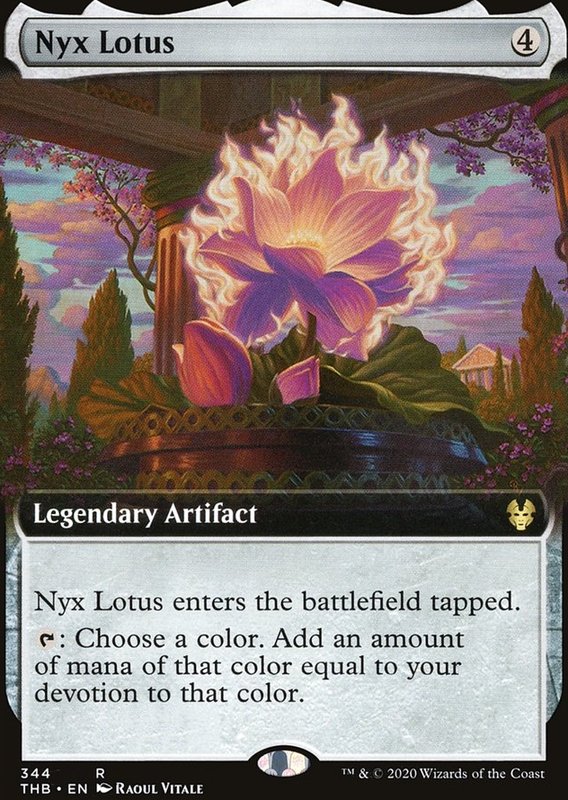 Nyx Lotus 4
Legendary Artifact
Nyx Lotus enters the battlefield tapped.
: Choose a color. Add an amount
of mana of that color equal to your
devotion to that color.
344 R
THB • EN Raoul Vitale
™ & © 2020 Wizards of the Coast